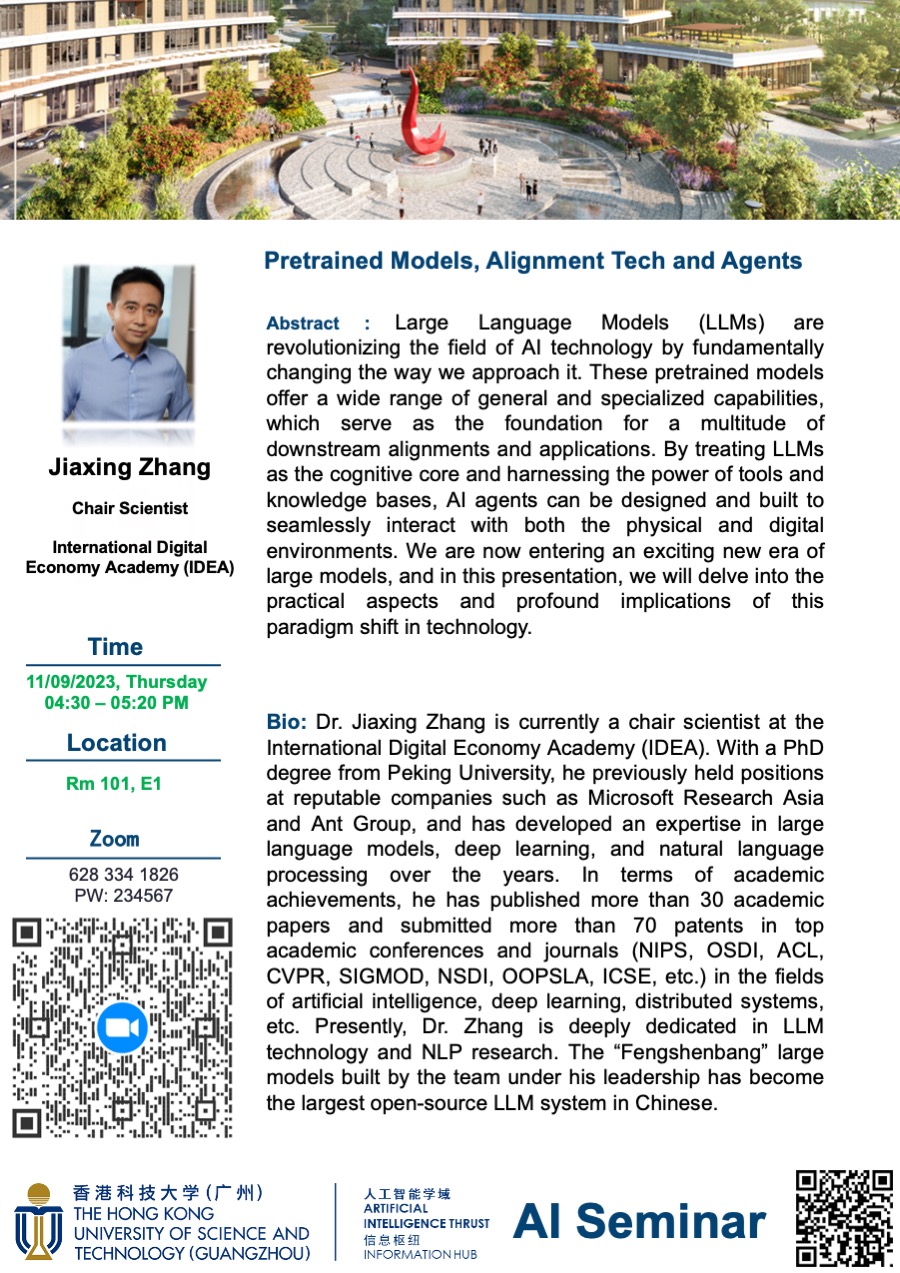 Pretrained Models, Alignment Tech and Agents
Jiaxing Zhang
Chair Scientist
International Digital
Economy Academy (IDEA)
Time
11/09/2023, Thursday
04:30 – 05:20 PM
Location
Rm 101, E1
Zoom
628 334 1826
PW: 234567
Abstract : Large Language Models (LLMs) are
revolutionizing the field of AI technology by fundamentally
changing the way we approach it. These pretrained models
offer a wide range of general and specialized capabilities,
which serve as the foundation for a multitude of
downstream alignments and applications. By treating LLMs
as the cognitive core and harnessing the power of tools and
knowledge bases, AI agents can be designed and built to
seamlessly interact with both the physical and digital
environments. We are now entering an exciting new era of
large models, and in this presentation, we will delve into the
practical aspects and profound implications of this
paradigm shift in technology.
Bio: Dr. Jiaxing Zhang is currently a chair scientist at the
International Digital Economy Academy (IDEA). With a PhD
degree from Peking University, he previously held positions
at reputable companies such as Microsoft Research Asia
and Ant Group, and has developed an expertise in large
language models, deep learning, and natural language
processing over the years. In terms of academic
achievements, he has published more than 30 academic
papers and submitted more than 70 patents in top
academic conferences and journals (NIPS, OSDI, ACL,
CVPR, SIGMOD, NSDI, OOPSLA, ICSE, etc.) in the fields
of artificial intelligence, deep learning, distributed systems,
etc. Presently, Dr. Zhang is deeply dedicated in LLM
technology and NLP research. The “Fengshenbang” large
models built by the team under his leadership has become
the largest open-source LLM system in Chinese.
香港科技大学(广州)
THE HONG KONG
UNIVERSITY OF SCIENCE AND
TECHNOLOGY (GUANGZHOU)
人工智能学域
ARTIFICIAL
INTELLIGENCE THRUST
信息枢纽
INFORMATION HUB
AI Seminar